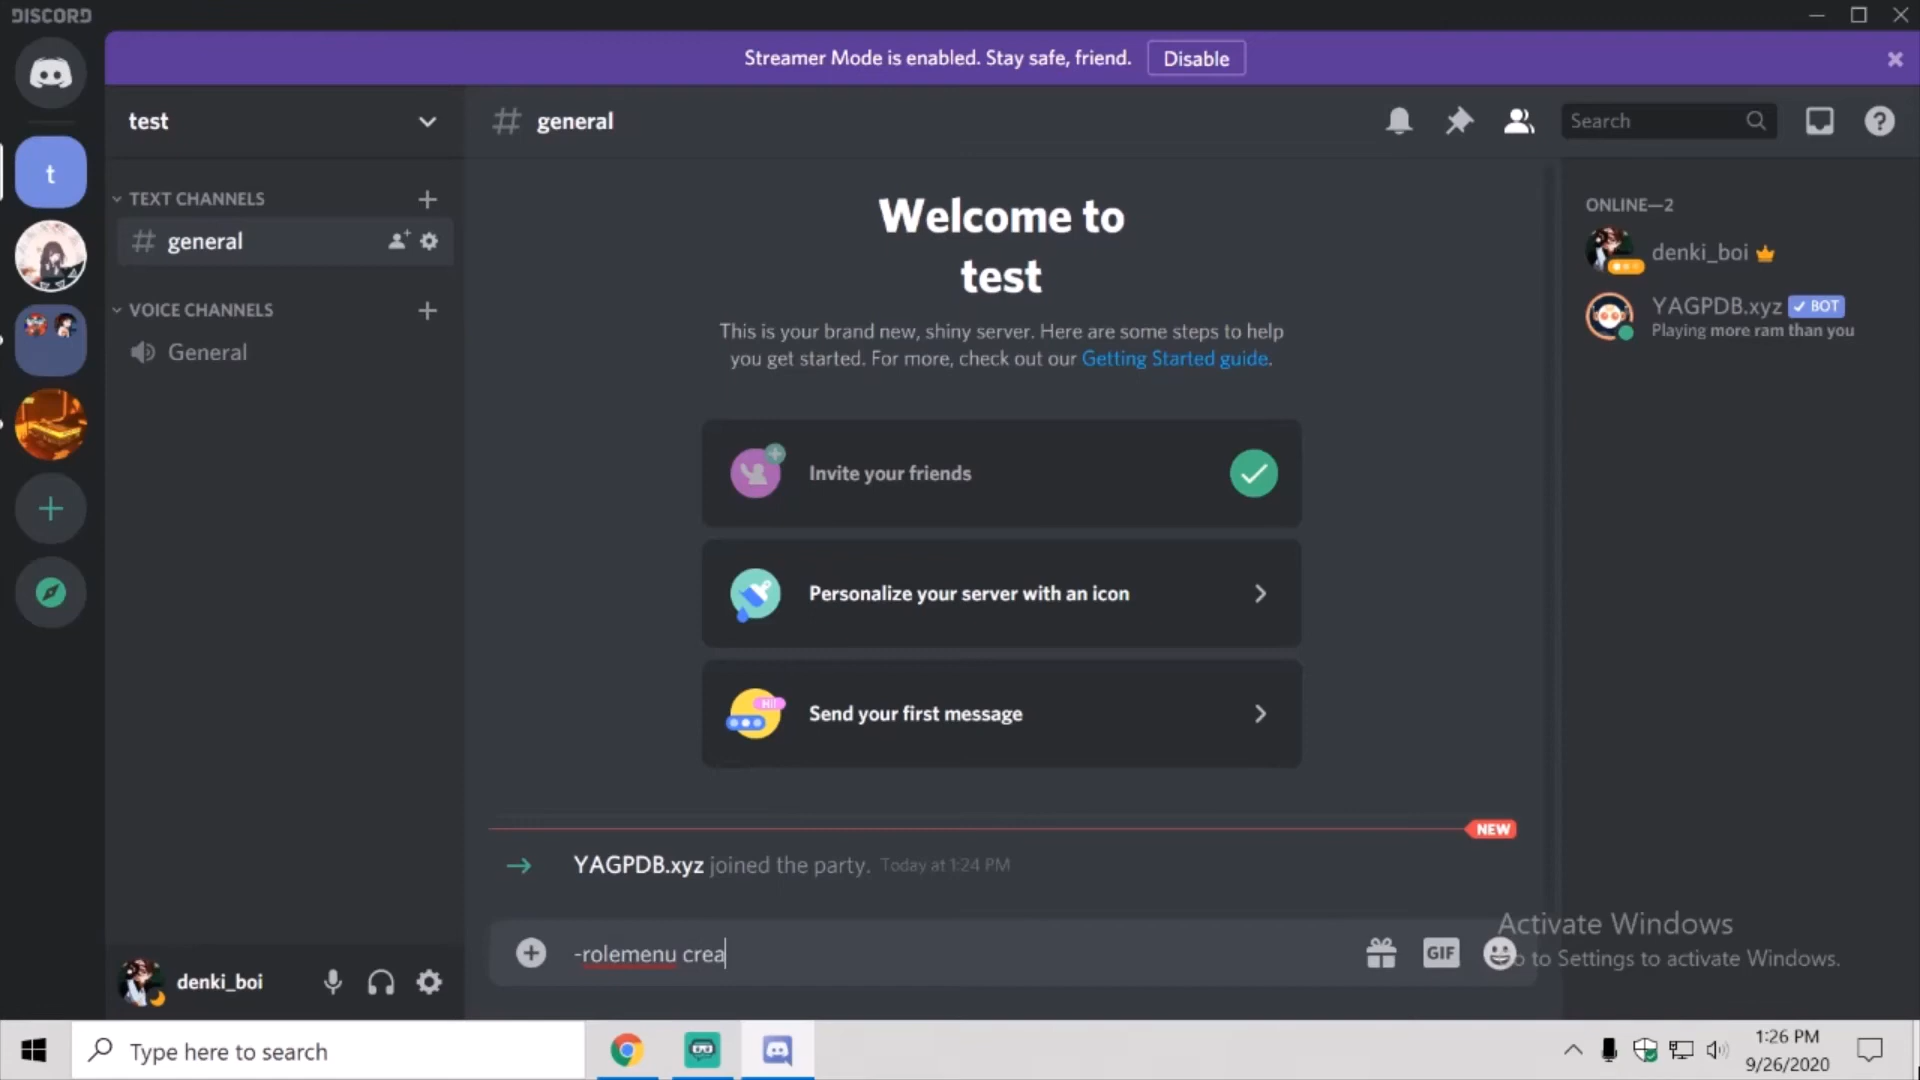 DISCORD
Streamer Mode is enabled. Stay safe, friend.
Disable
test
general
Search
t
TEXT CHANNELS
general
VOICE CHANNELS
General
Welcome to
test
This is your brand new, shiny server. Here are some steps to help
you get started. For more, check out our Getting Started guide.
Invite your friends
Personalize your server with an icon
Hi!
Send your first message
NEW
YAGPDB.xyz joined the party. Today at 1:24 PM
-rolemenu crea
GIF
ONLINE—2
denki_boi
YAGPDB.xyz BOT
Playing more ram than you
Activate Windows
o to Settings to activate Windows.
denki_boi
Type here to search
1:26 PM
9/26/2020